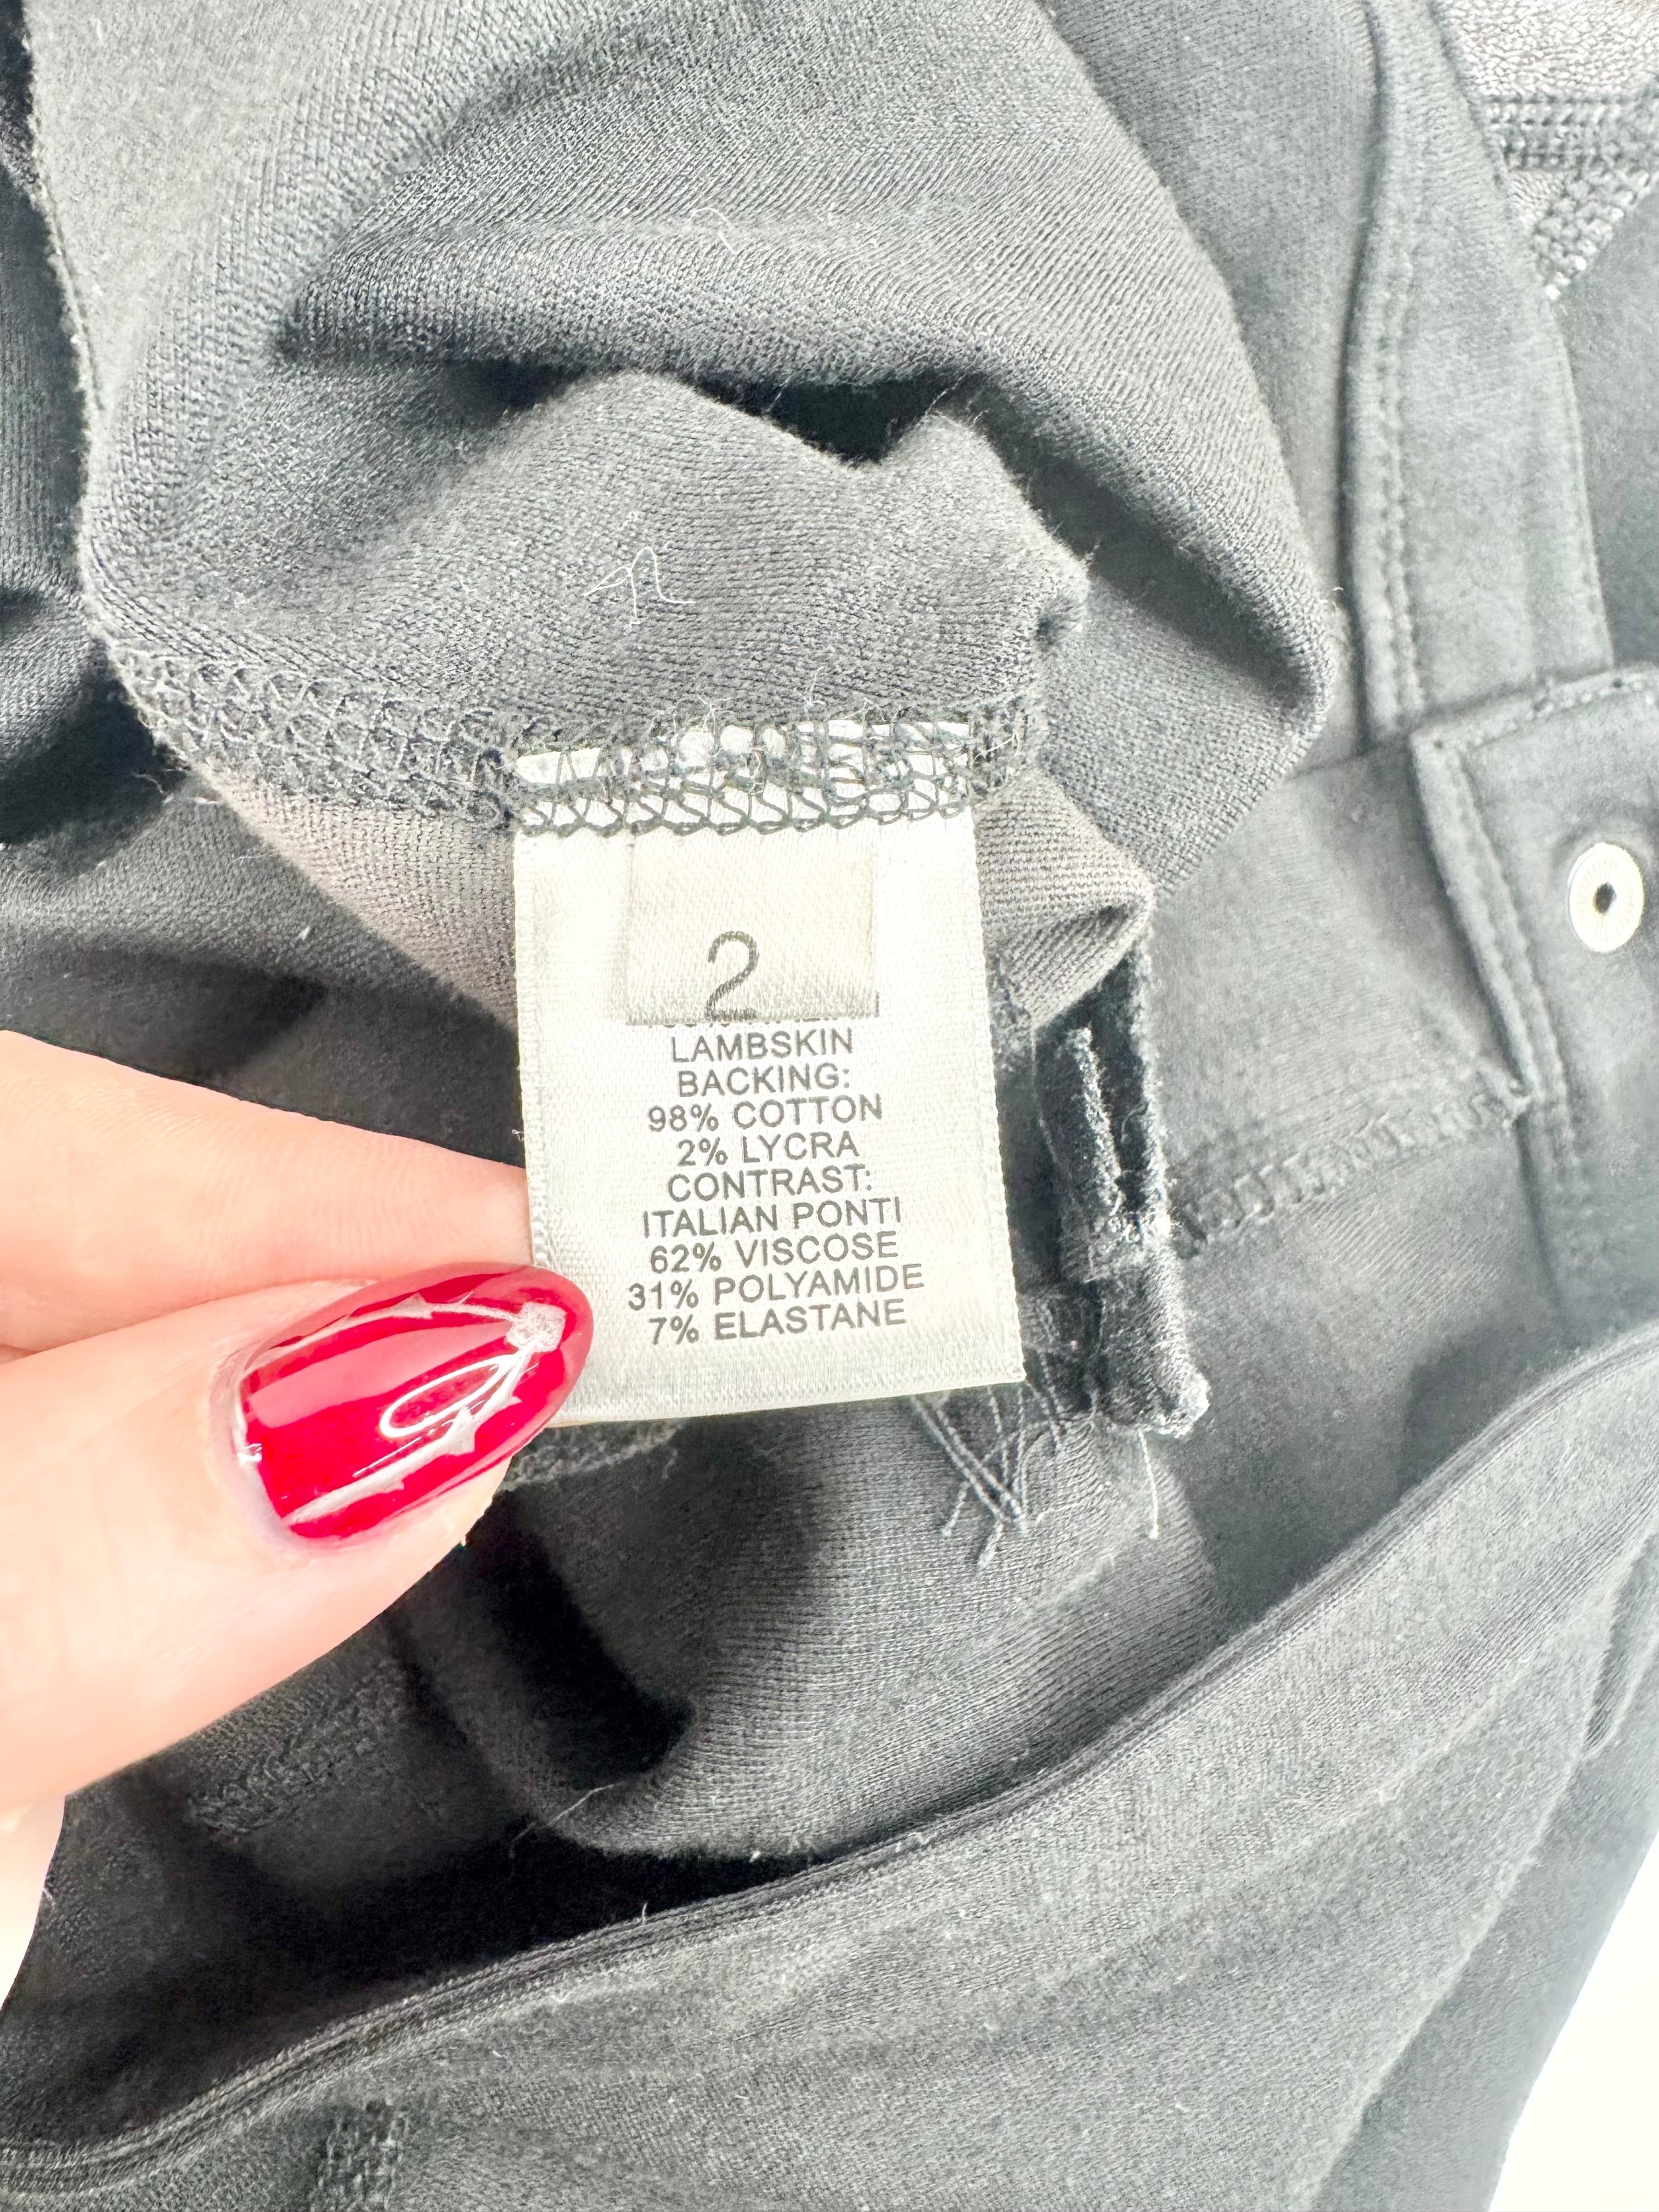 2
LAMBSKIN
BACKING:
98% COTTON
2% LYCRA
CONTRAST:
ITALIAN PONTI
62% VISCOSE
31% POLYAMIDE
7% ELASTANE